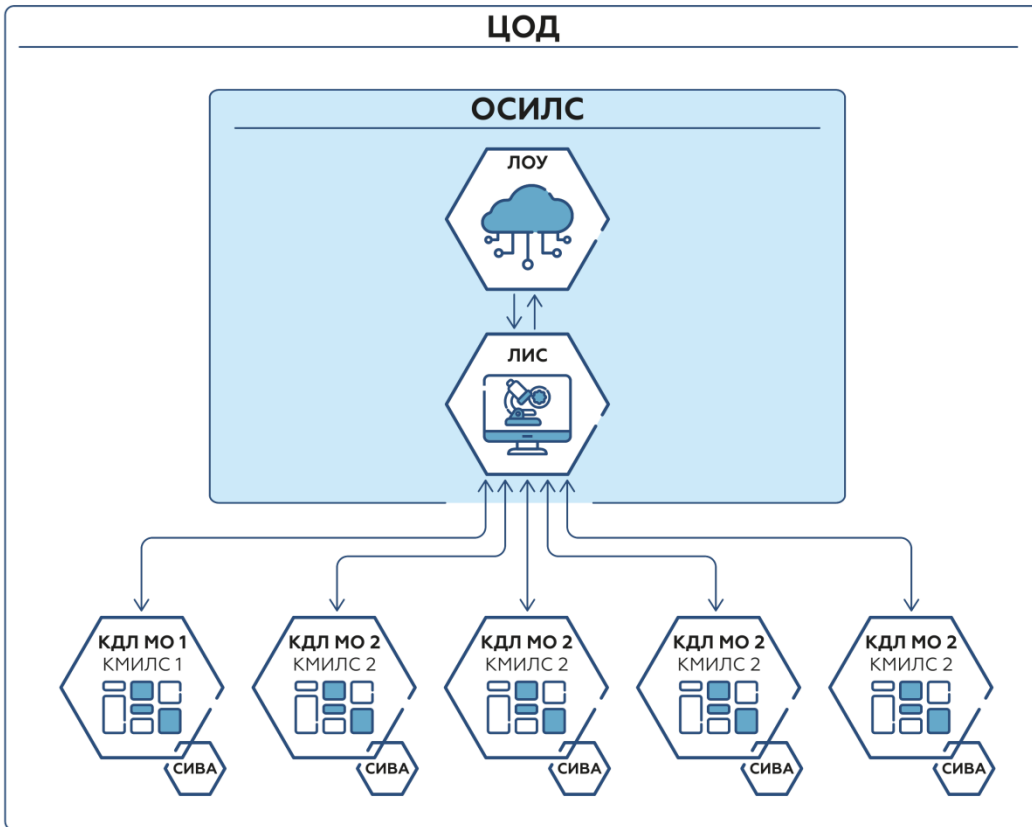 ЦОД
ОСИЛС
ЛОУ
ЛИС
КДЛ МО 1
КМИЛС 1
СИВА
КДЛ МО 2
КМИЛС 2
СИВА
КДЛ МО 2
КМИЛС 2
СИВА
КДЛ МО 2
КМИЛС 2
СИВА
КДЛ МО 2
КМИЛС 2
СИВА